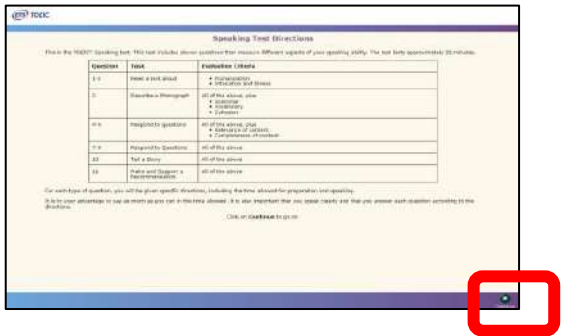 ETS TOEIC
Speaking Test Directions
This is the TOEIC® Speaking test. This test includes eleven questions that measure different aspects of your speaking ability. The test lasts approximately 20 minutes.
Question Task Evaluation Criteria
1-2 Read a text aloud • Pronunciation
• Intonation and Stress
3 Describe a Photograph All of the above, plus
• Grammar
• Vocabulary
• Cohesion
4-6 Respond to questions All of the above, plus
• Relevance of content
• Completeness of content
7-9 Respond to Questions All of the above
10 All of the above
11 All of the above
For each type of question, you will be given specific directions, including the time allowed for preparation and speaking.
It is to your advantage to say as much as you can in the time allowed. It is also important that you speak clearly and that you answer each question according to the
directions.
Click on Continue to go on